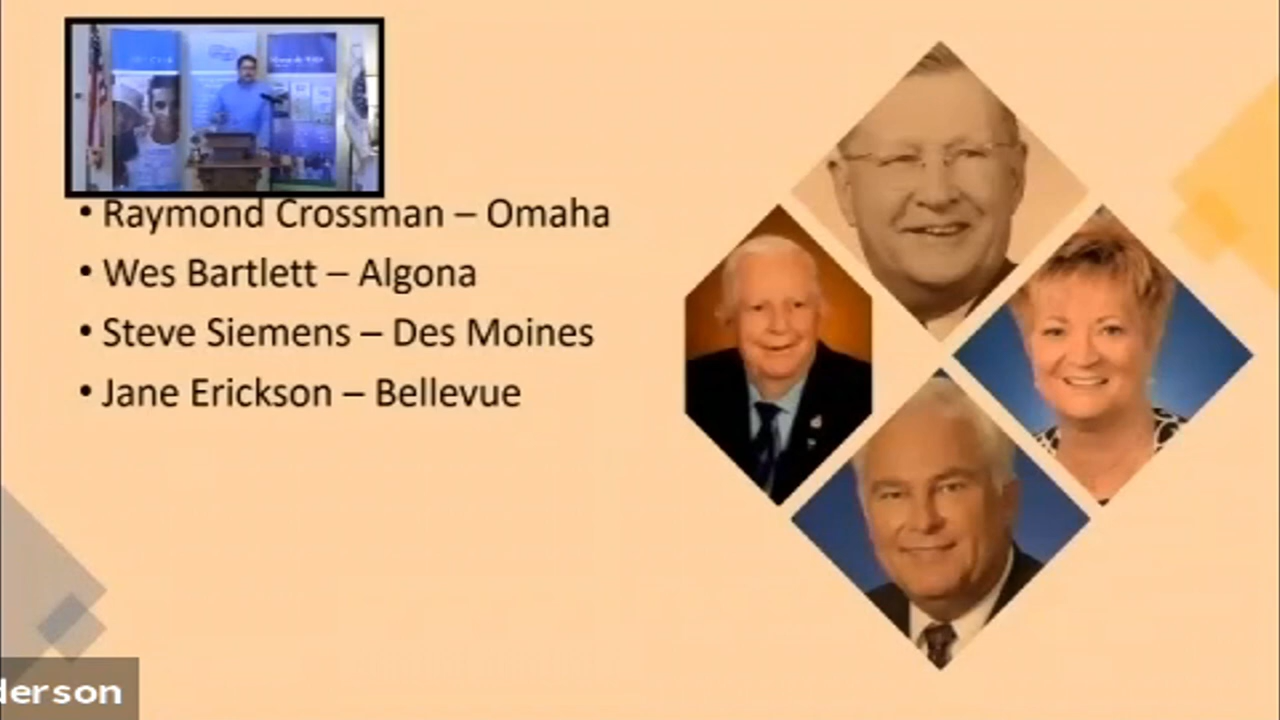 • Raymond Crossman – Omaha
• Wes Bartlett – Algona
• Steve Siemens – Des Moines
• Jane Erickson – Bellevue
derson